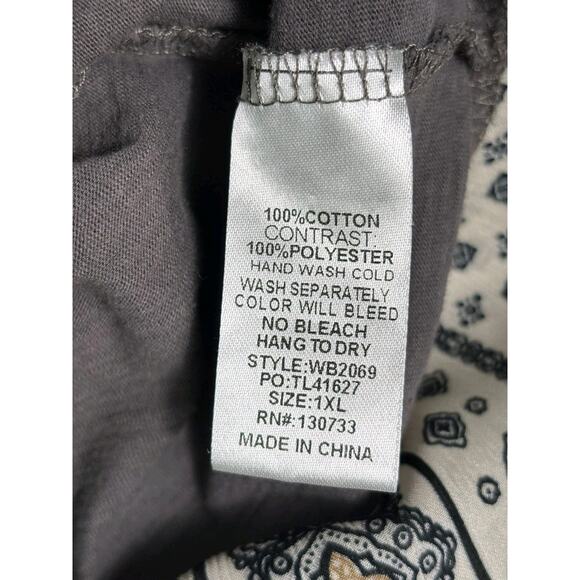 100%COTTON
CONTRAST:
100%POLYESTER
HAND WASH COLD
WASH SEPARATELY
COLOR WILL BLEED
NO BLEACH
HANG TO DRY
STYLE:WB2069
PO:TL41627
SIZE:1XL
RN#:130733
MADE IN CHINA